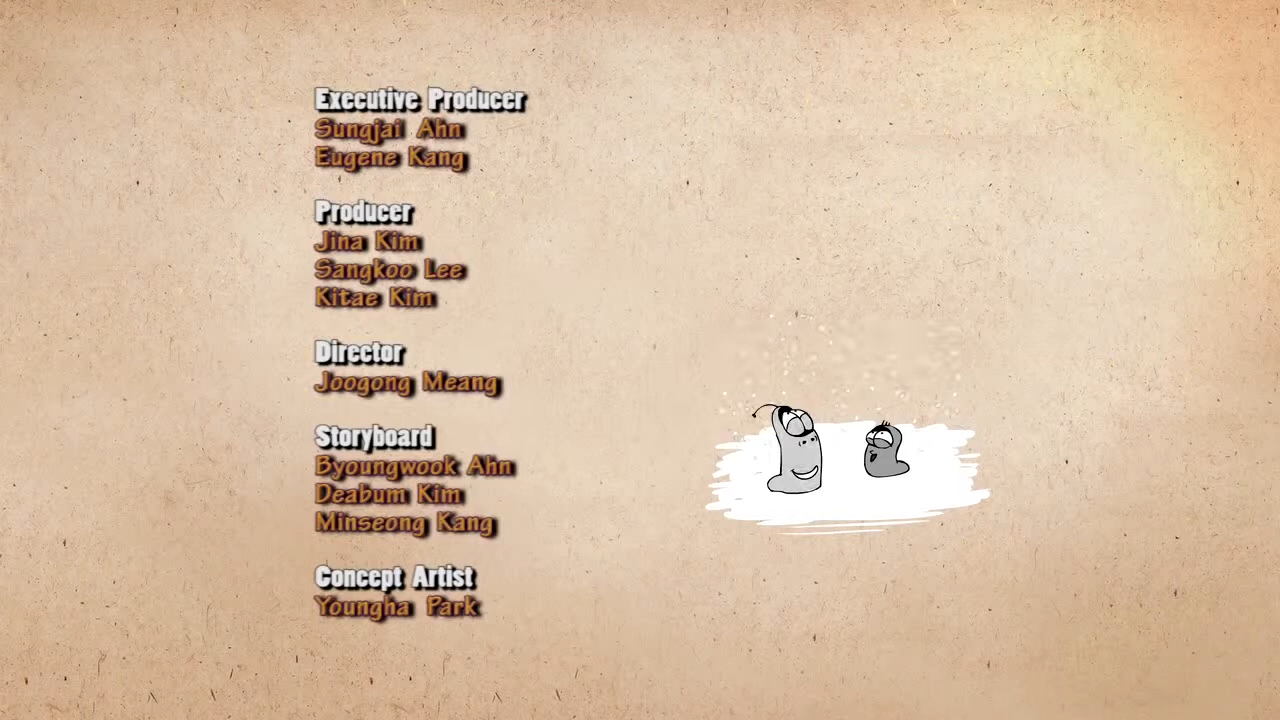 Executive Producer
Sungjai Ahn
Eugene Kang
Producer
Jina Kim
Sangkoo Lee
Kitae Kim
Director
Joogong Meang
Storyboard
Byoungwook Ahn
Deabum Kim
Minseong Kang
Concept Artist
Youngha Park